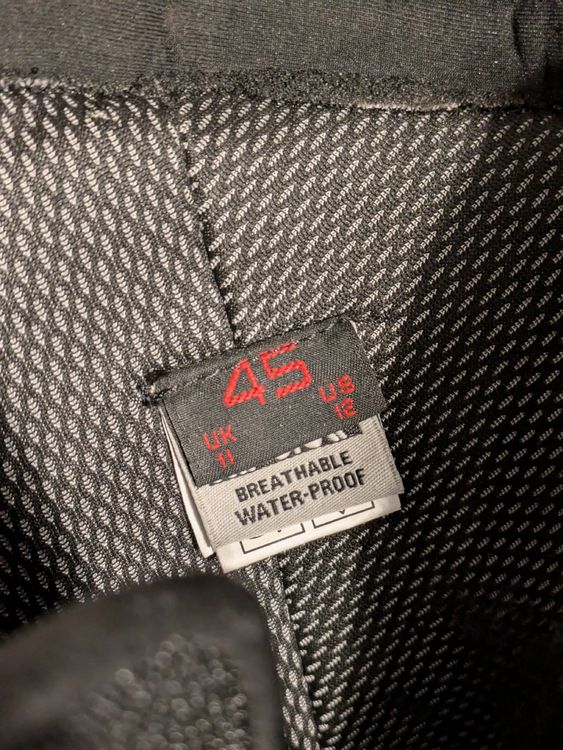 45
UK
11
US
12
BREATHABLE
WATER-PROOF